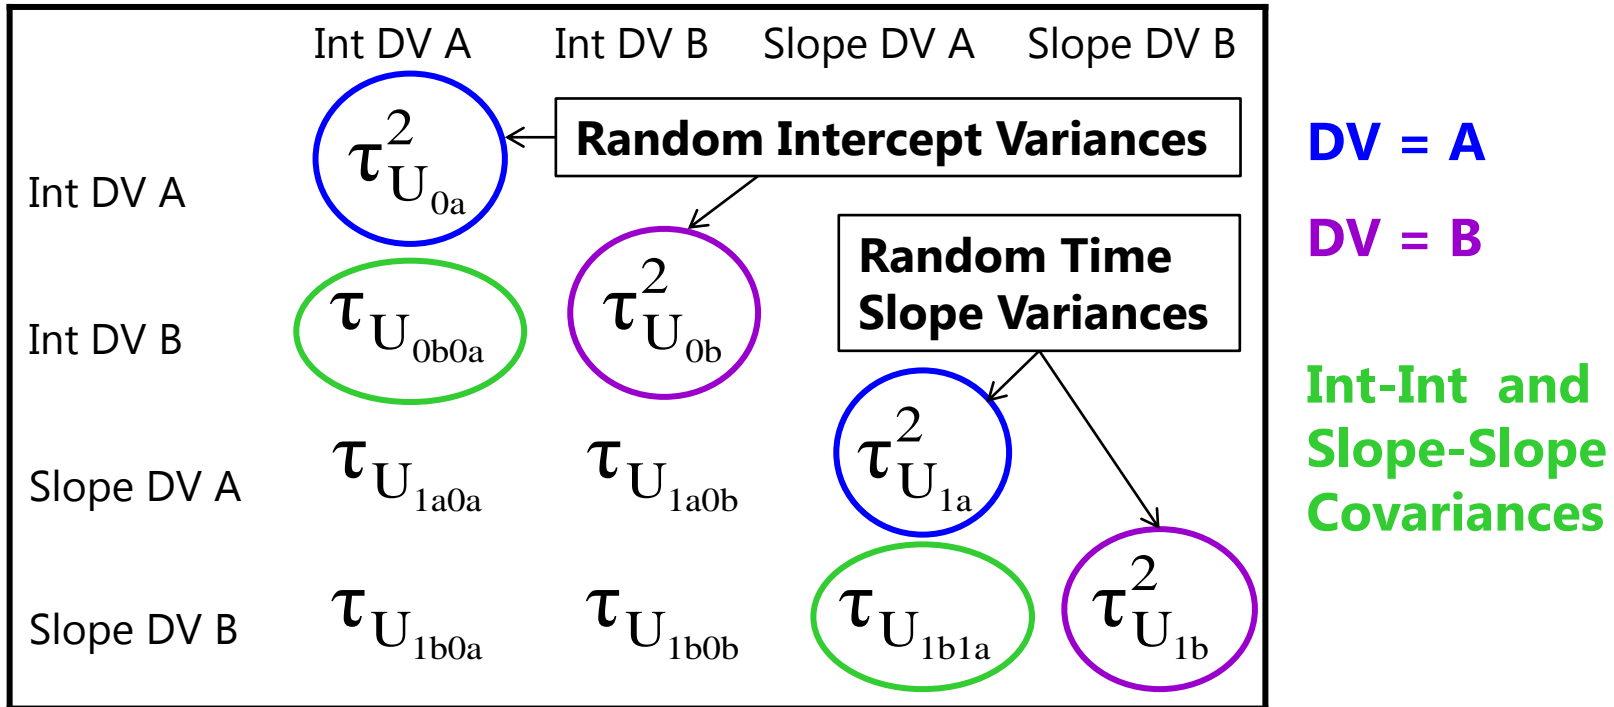 Int DV A Int DV B Slope DV A Slope DV B
Int DV A τ²U₀ₐ Random Intercept Variances
Int DV B τU₀b₀ₐ τ²U₀b
Random Time
Slope Variances
Slope DV A τU₁ₐ₀ₐ τU₁ₐ₀b τ²U₁ₐ
Slope DV B τU₁b₀ₐ τU₁b₀b τU₁b₁ₐ τ²U₁b
DV = A
DV = B
Int-Int and
Slope-Slope
Covariances